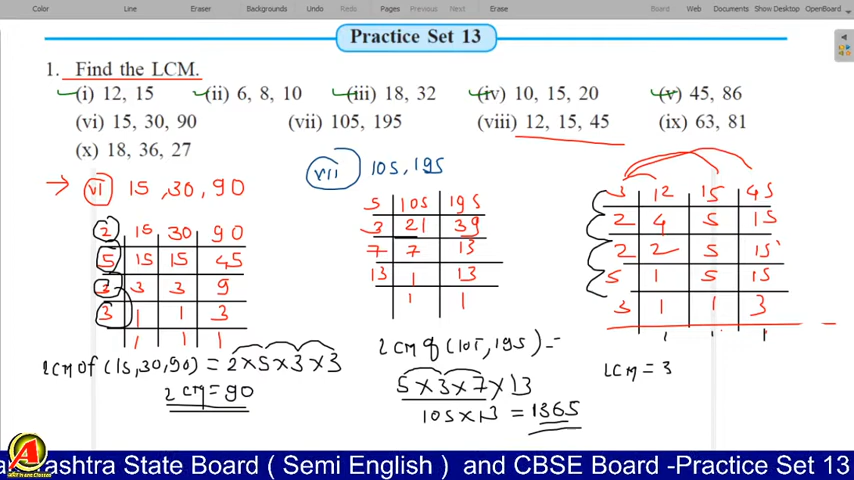 Color
Line
Eraser
Backgrounds
Undo
Redo
Pages
Previous
Next
Erase
Board
Web
Documents
Show Desktop
OpenBoard
Practice Set 13
1. Find the LCM.
(i) 12, 15 (ii) 6, 8, 10 (iii) 18, 32 (iv) 10, 15, 20 (v) 45, 86
(vi) 15, 30, 90 (vii) 105, 195 (viii) 12, 15, 45 (ix) 63, 81
(x) 18, 36, 27
→ (vi) 15, 30, 90
2 15 30 90
5 15 15 45
3 3 3 9
3 1 1 3
1 1 1
LCM of (15,30,90) = 2×5×3×3
LCM = 90
(vii) 105, 195
5 105 195
3 21 39
7 7 13
13 1 13
1 1
LCM of (105, 195) =
5×3×7×13
105×13 = 1365
3 12 15 45
2 4 5 15
2 2 5 15
5 1 5 15
3 1 1 3
1 1 1
LCM = 3
ashtra State Board ( Semi English ) and CBSE Board -Practice Set 13